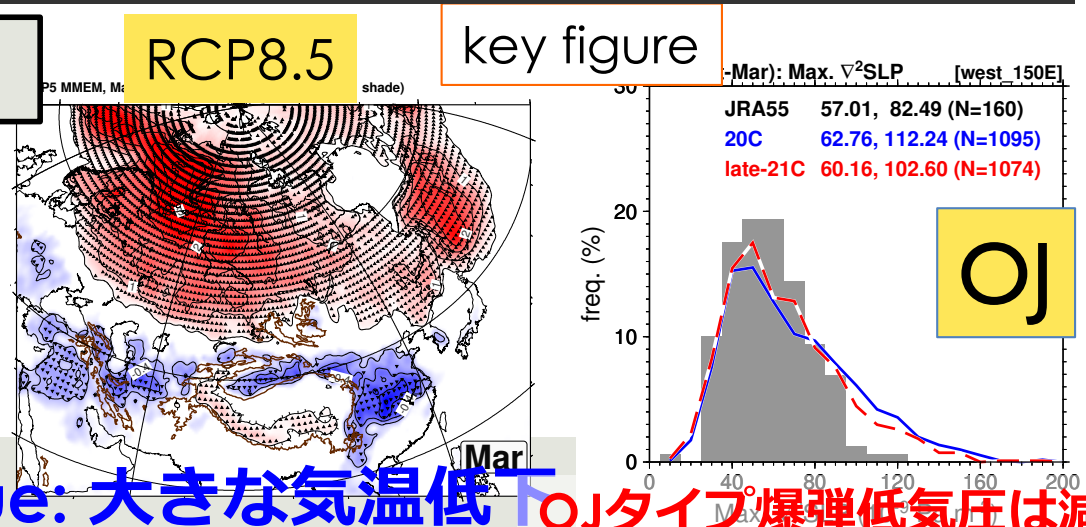 RCP8.5
key figure
P5 MMEM, Ma
shade)
-Mar): Max. ∇²SLP [west_150E]
JRA55 57.01, 82.49 (N=160)
20C 62.76, 112.24 (N=1095)
late-21C 60.16, 102.60 (N=1074)
OJ
freq. (%)
30
20
10
0
0 40 80 120 160 200
Mar
ue: 大きな気温低下
OJタイプ爆弾低気圧は減